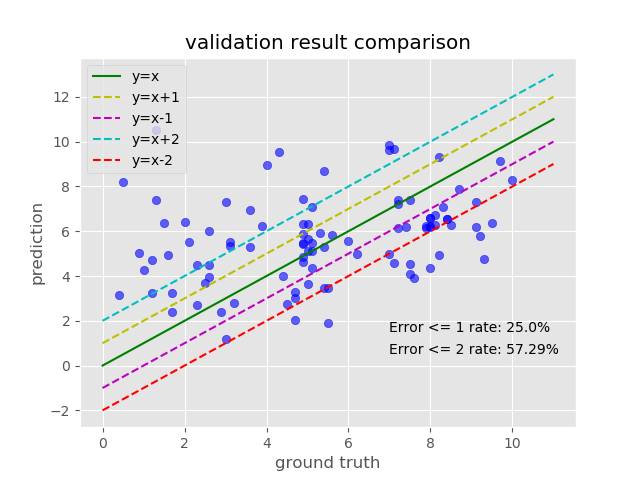 validation result comparison
y=x
y=x+1
y=x-1
y=x+2
y=x-2
12
10
8
6
4
2
0
−2
prediction
Error <= 1 rate: 25.0%
Error <= 2 rate: 57.29%
0 2 4 6 8 10
ground truth